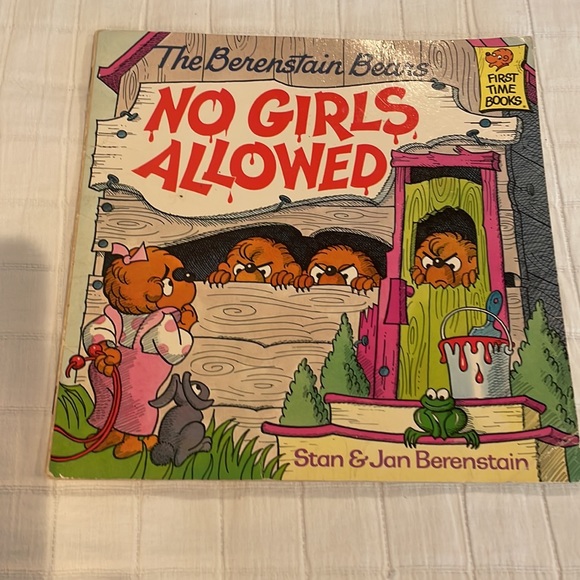 The Berenstain Bears
FIRST
TIME
BOOKS
NO GIRLS
ALLOWED
Stan & Jan Berenstain